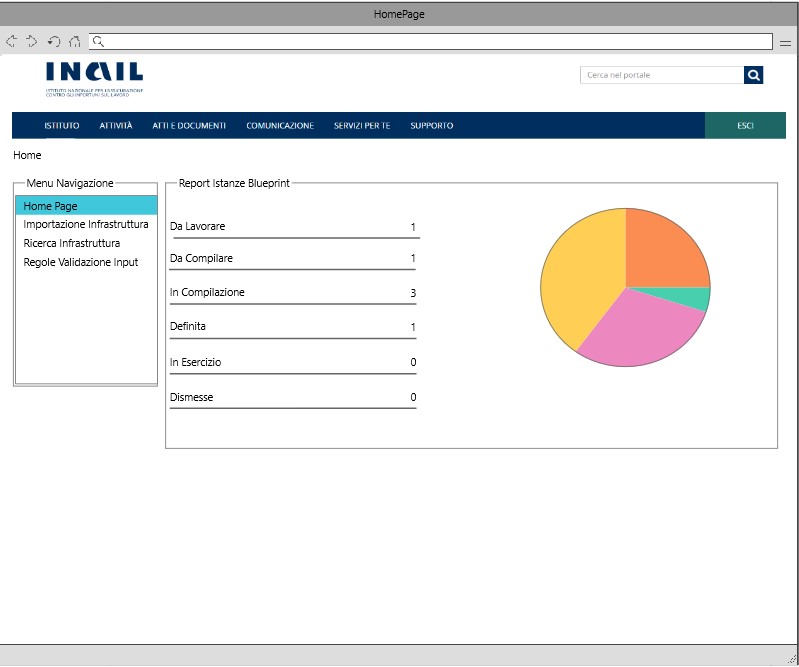 HomePage
INAIL
ISTITUTO NAZIONALE PER L'ASSICURAZIONE
CONTRO GLI INFORTUNI SUL LAVORO
Cerca nel portale
ISTITUTO ATTIVITÀ ATTI E DOCUMENTI COMUNICAZIONE SERVIZI PER TE SUPPORTO ESCI
Home
Menu Navigazione
Home Page
Importazione Infrastruttura
Ricerca Infrastruttura
Regole Validazione Input
Report Istanze Blueprint
Da Lavorare 1
Da Compilare 1
In Compilazione 3
Definita 1
In Esercizio 0
Dismesse 0